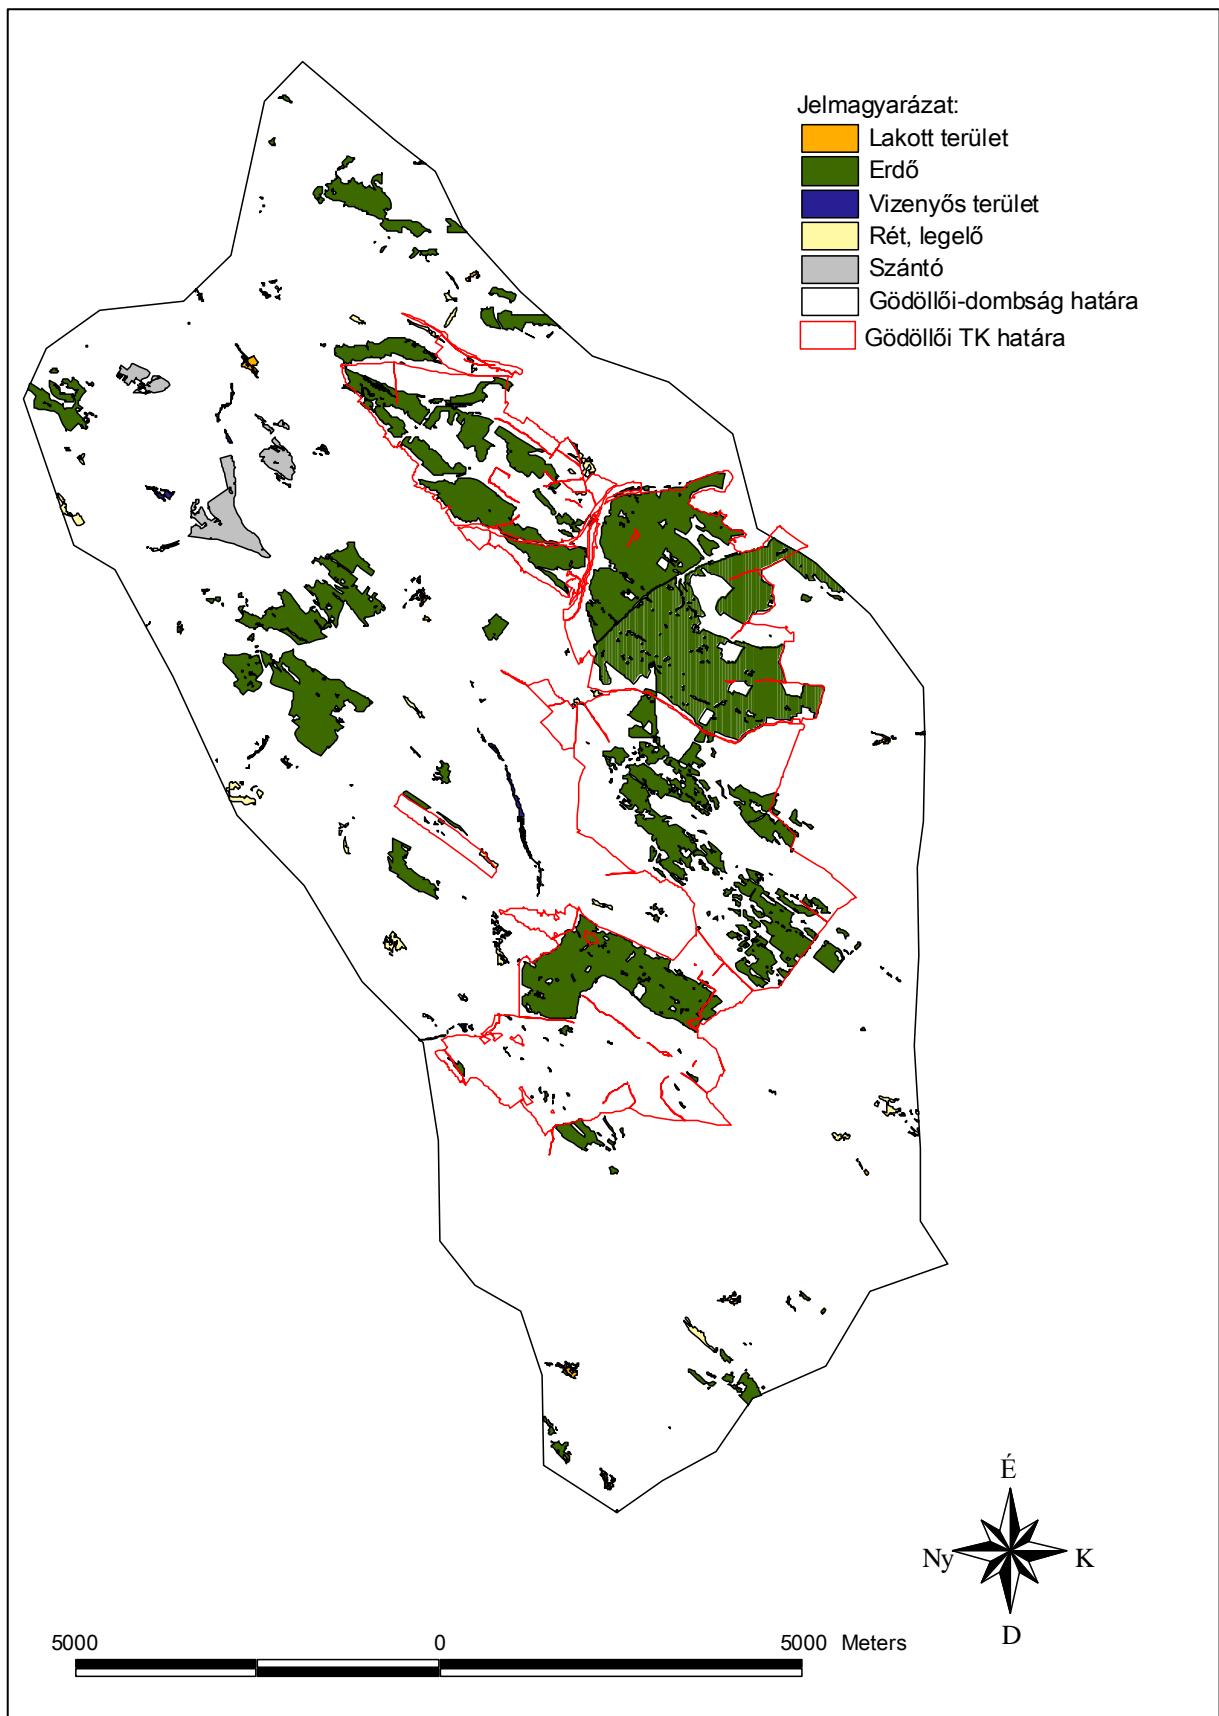 Jelmagyarázat:
Lakott terület
Erdő
Vizenyős terület
Rét, legelő
Szántó
Gödöllői-dombság határa
Gödöllői TK határa
É
Ny K
D
5000 0 5000 Meters